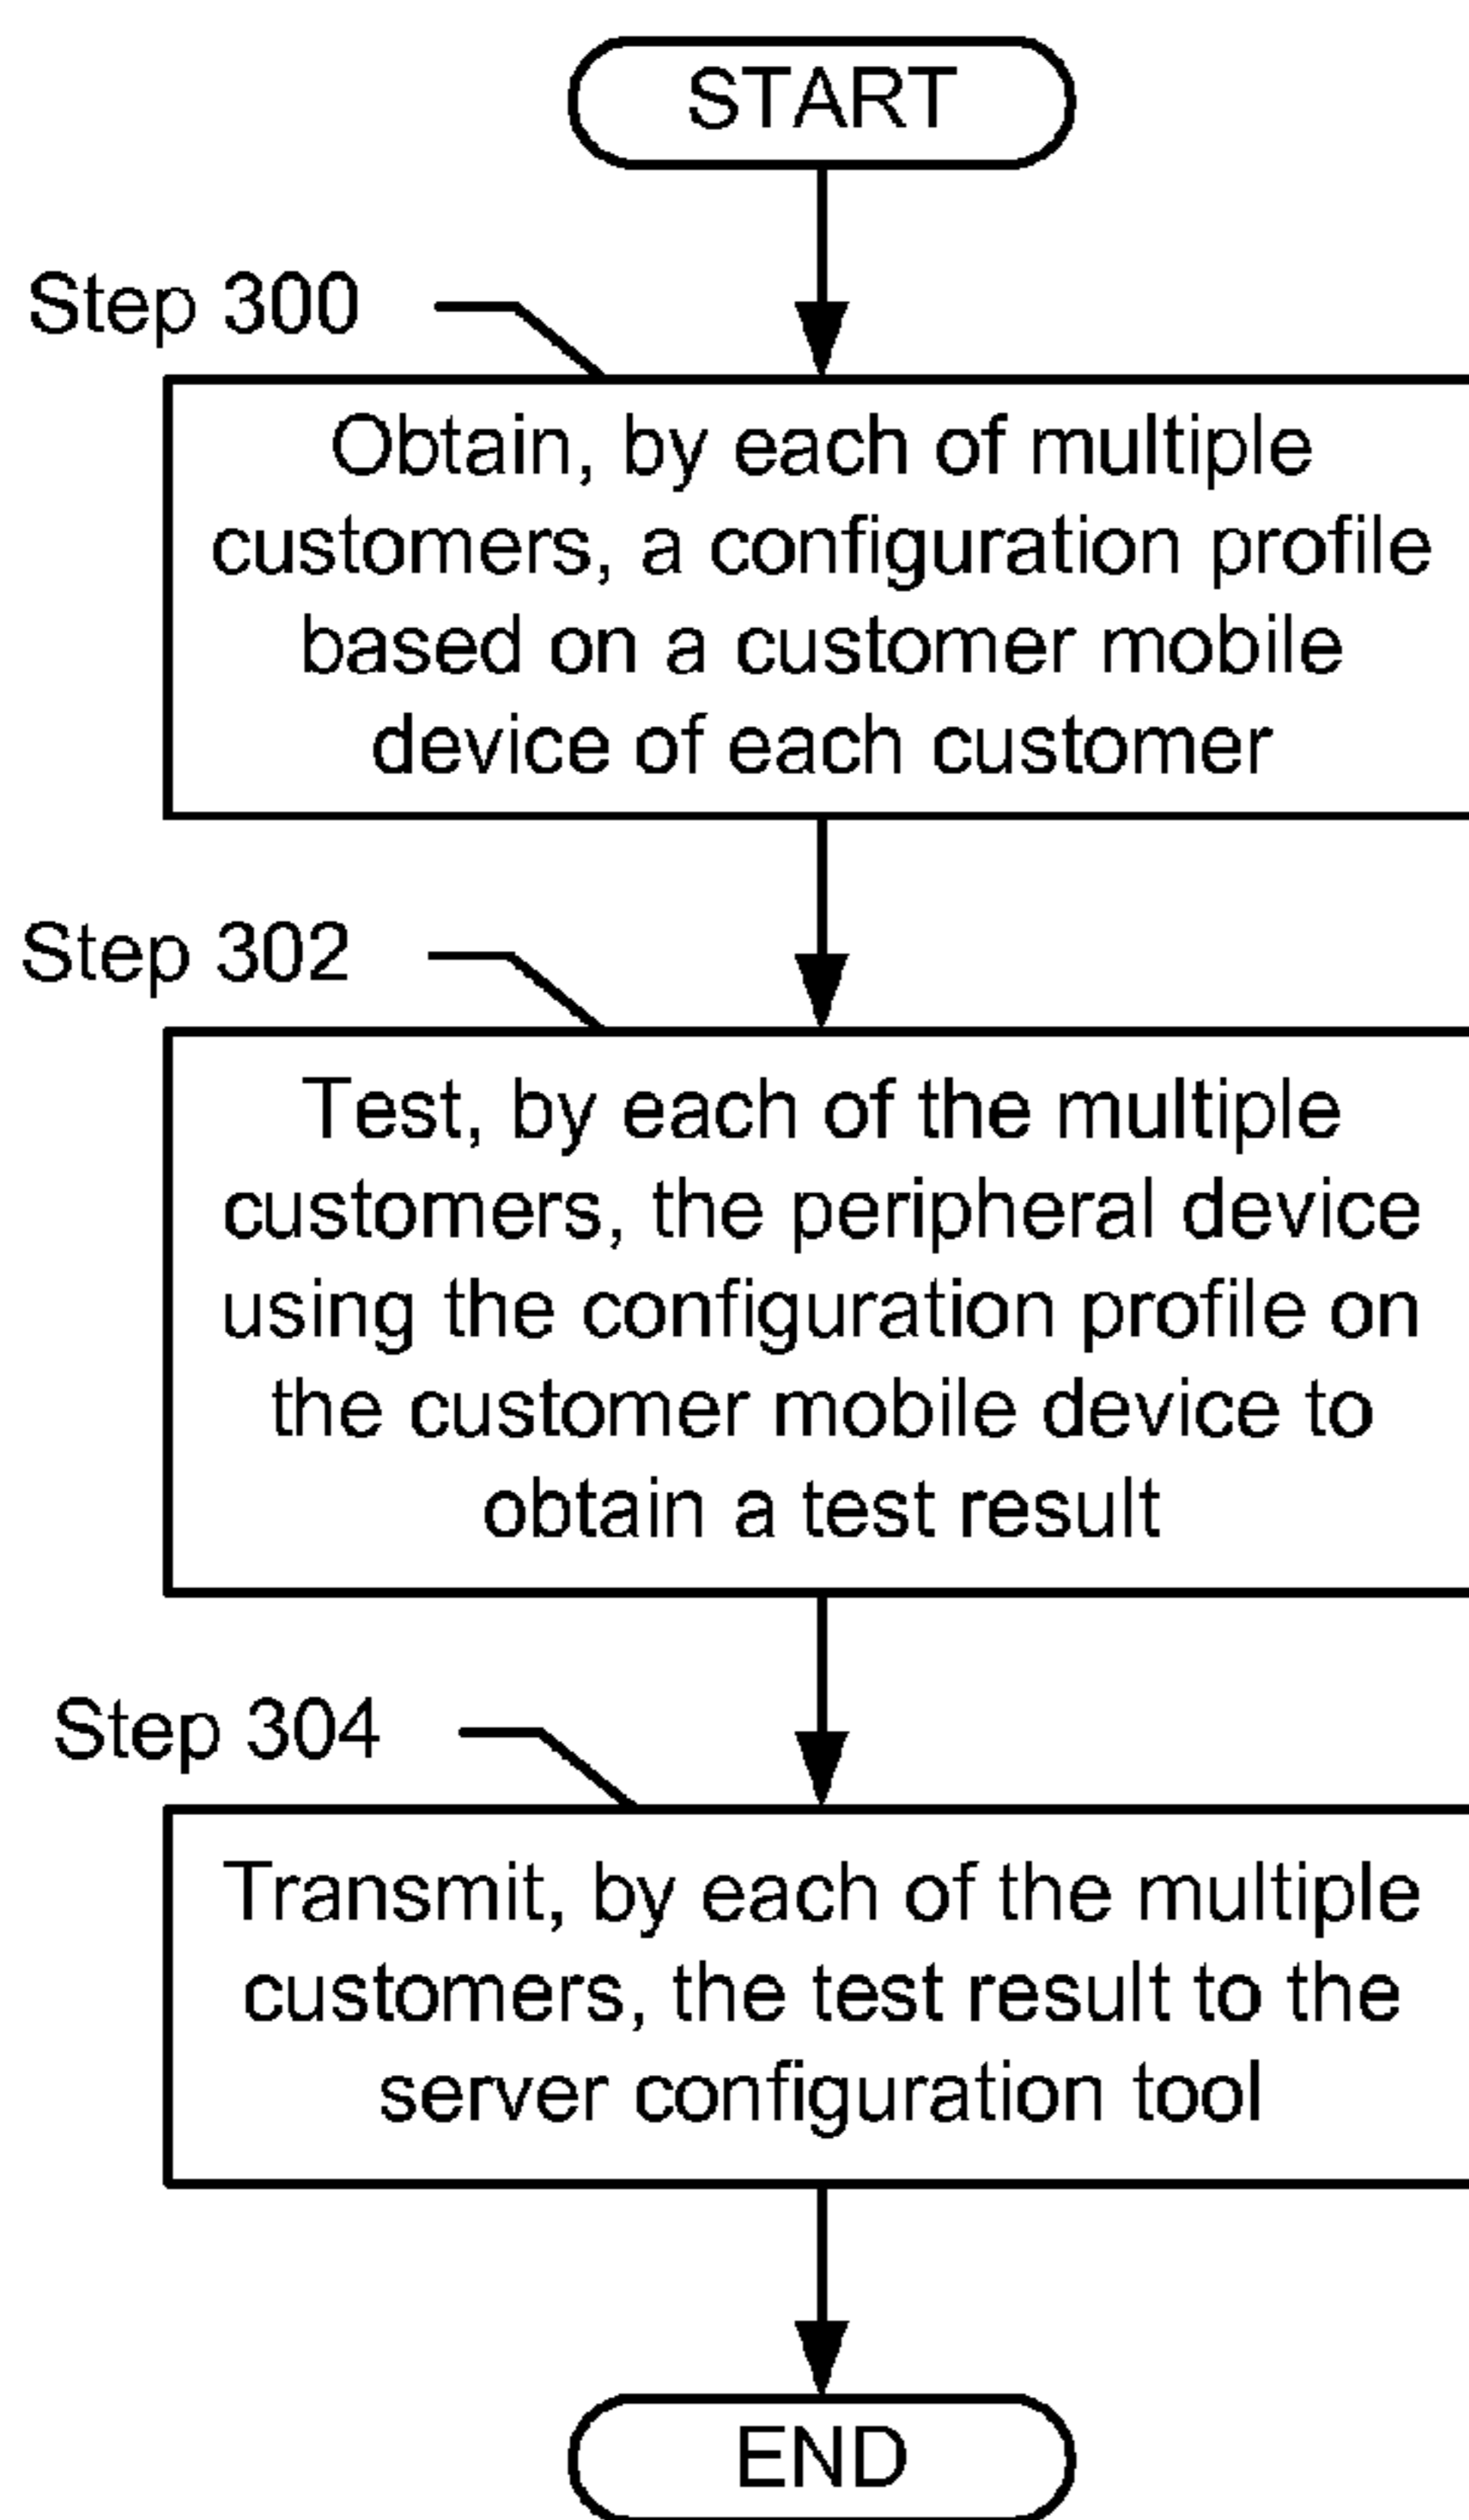 START
Step 300
Obtain, by each of multiple
customers, a configuration profile
based on a customer mobile
device of each customer
Step 302
Test, by each of the multiple
customers, the peripheral device
using the configuration profile on
the customer mobile device to
obtain a test result
Step 304
Transmit, by each of the multiple
customers, the test result to the
server configuration tool
END